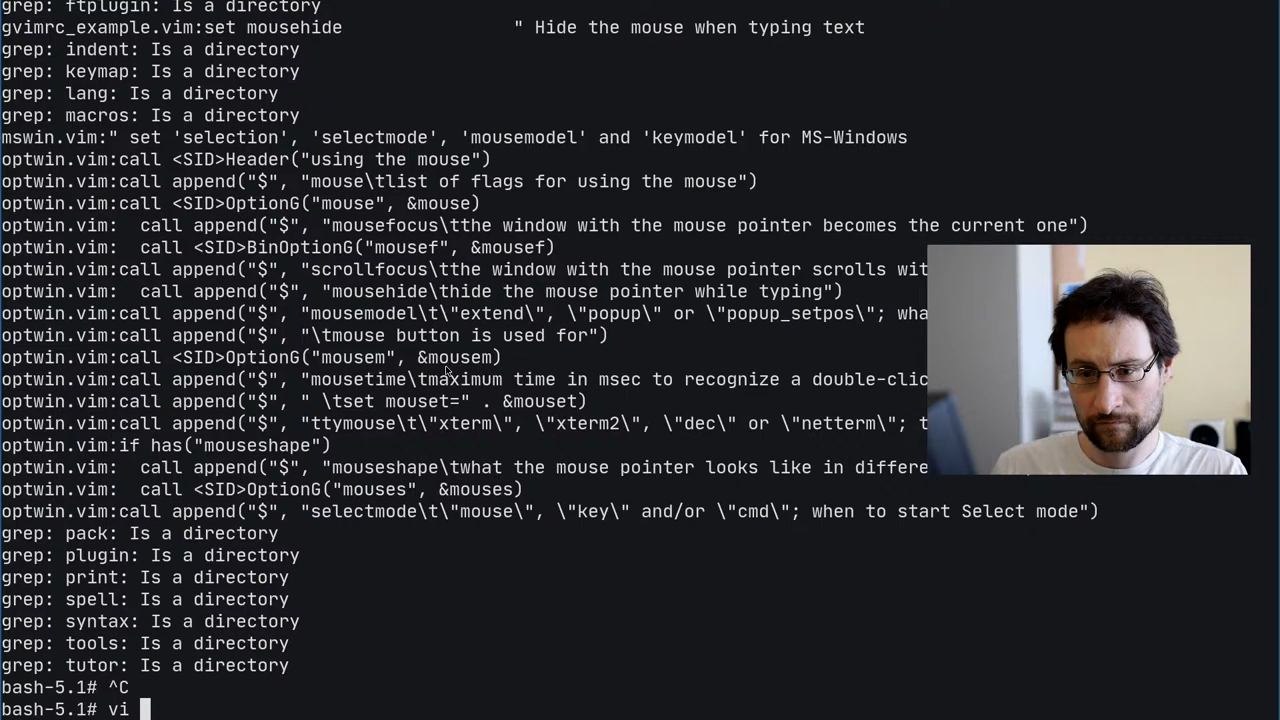 grep: ftplugin: Is a directory
gvimrc_example.vim:set mousehide " Hide the mouse when typing text
grep: indent: Is a directory
grep: keymap: Is a directory
grep: lang: Is a directory
grep: macros: Is a directory
mswin.vim:" set 'selection', 'selectmode', 'mousemodel' and 'keymodel' for MS-Windows
optwin.vim:call <SID>Header("using the mouse")
optwin.vim:call append("$", "mouse\tlist of flags for using the mouse")
optwin.vim:call <SID>OptionG("mouse", &mouse)
optwin.vim:  call append("$", "mousefocus\tthe window with the mouse pointer becomes the current one")
optwin.vim:  call <SID>BinOptionG("mousef", &mousef)
optwin.vim:  call append("$", "scrollfocus\tthe window with the mouse pointer scrolls wit
optwin.vim:  call append("$", "mousehide\thide the mouse pointer while typing")
optwin.vim:call append("$", "mousemodel\t\"extend\", \"popup\" or \"popup_setpos\"; wha
optwin.vim:call append("$", "\tmouse button is used for")
optwin.vim:call <SID>OptionG("mousem", &mousem)
optwin.vim:call append("$", "mousetime\tmaximum time in msec to recognize a double-clic
optwin.vim:call append("$", " \tset mouset=" . &mouset)
optwin.vim:call append("$", "ttymouse\t\"xterm\", \"xterm2\", \"dec\" or \"netterm\"; t
optwin.vim:if has("mouseshape")
optwin.vim:  call append("$", "mouseshape\twhat the mouse pointer looks like in differe
optwin.vim:  call <SID>OptionG("mouses", &mouses)
optwin.vim:call append("$", "selectmode\t\"mouse\", \"key\" and/or \"cmd\"; when to start Select mode")
grep: pack: Is a directory
grep: plugin: Is a directory
grep: print: Is a directory
grep: spell: Is a directory
grep: syntax: Is a directory
grep: tools: Is a directory
grep: tutor: Is a directory
bash-5.1# ^C
bash-5.1# vi